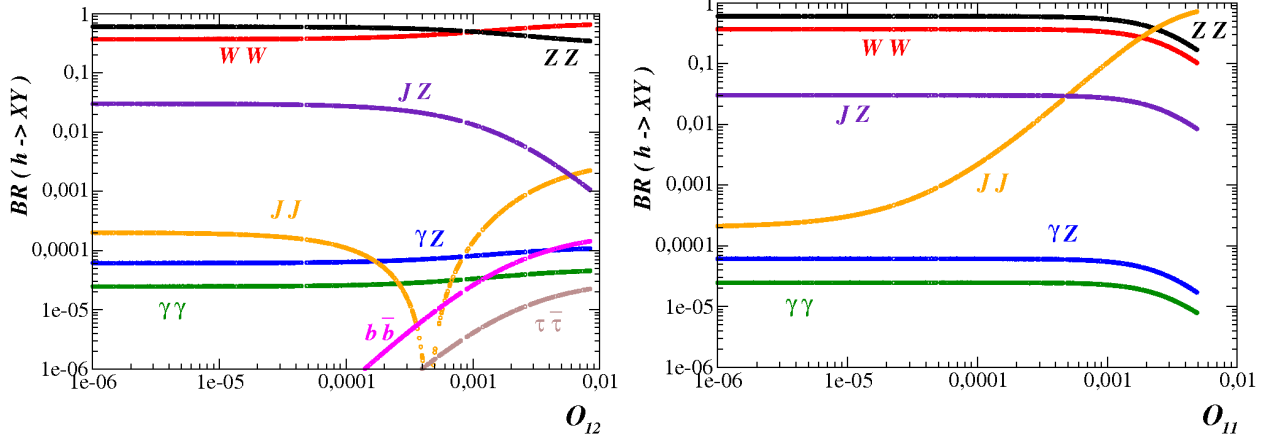 1
0,1
0,01
0,001
0,0001
1e-05
1e-06
BR ( h -> XY )
W W
Z Z
J Z
J J
γ Z
γ γ
b b̅
τ τ̅
1e-06 1e-05 0,0001 0,001 0,01
O₁₂
1
0,1
0,01
0,001
0,0001
1e-05
1e-06
BR ( h -> XY )
Z Z
W W
J Z
J J
γ Z
γ γ
1e-06 1e-05 0,0001 0,001 0,01
O₁₁